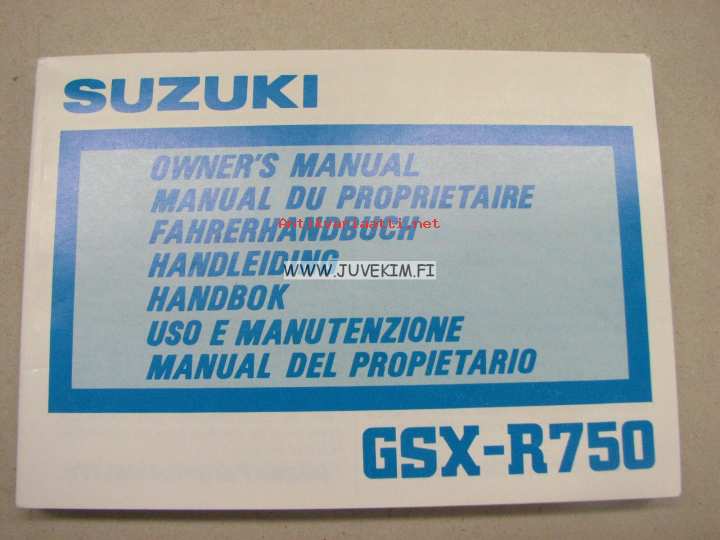 SUZUKI
OWNER'S MANUAL
MANUAL DU PROPRIETAIRE
Antikvariaatti.net
FAHRERHANDBUCH
HANDLEIDING
WWW.JUVEKIM.FI
HANDBOK
USO E MANUTENZIONE
MANUAL DEL PROPIETARIO
GSX-R750